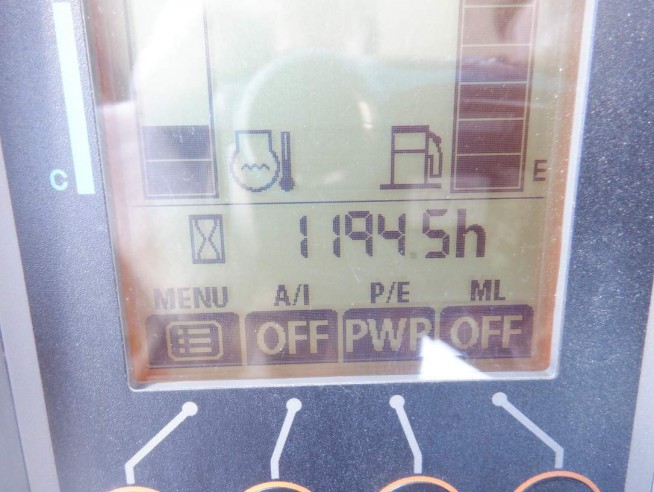 C
E
1194.5h
MENU A/I P/E ML
OFF PWR OFF